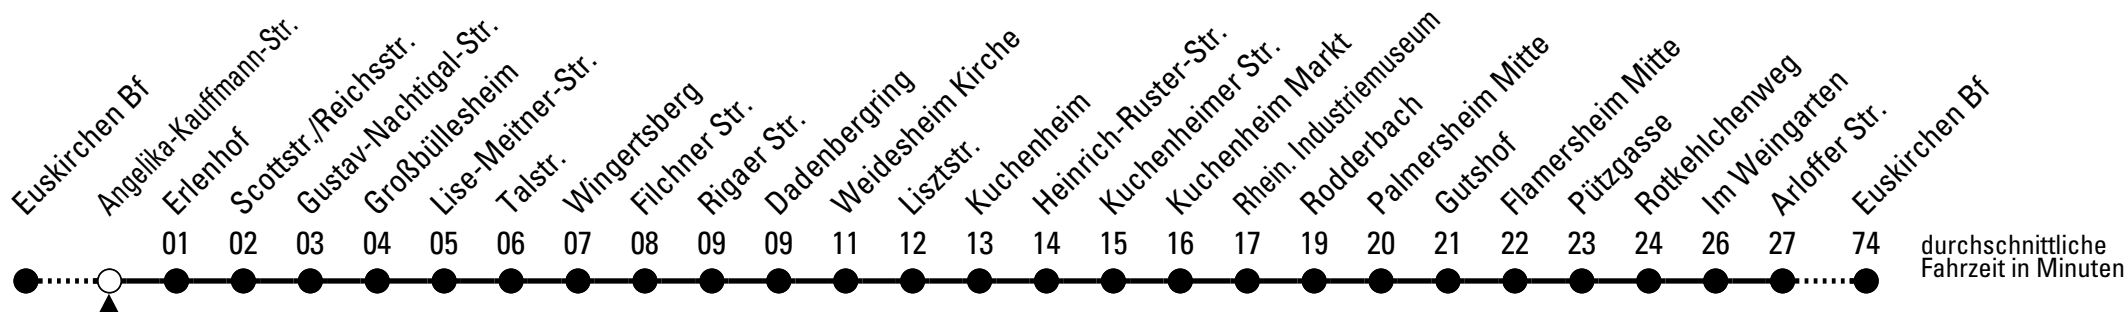 Euskirchen Bf
Angelika-Kauffmann-Str.
Erlenhof
Scottstr./Reichsstr.
Gustav-Nachtigal-Str.
Großbüllesheim
Lise-Meitner-Str.
Talstr.
Wingertsberg
Filchner Str.
Rigaer Str.
Dadenbergring
Weidesheim Kirche
Lisztstr.
Kuchenheim
Heinrich-Ruster-Str.
Kuchenheimer Str.
Kuchenheim Markt
Rhein. Industriemuseum
Rodderbach
Palmersheim Mitte
Gutshof
Flamersheim Mitte
Pützgasse
Rotkehlchenweg
Im Weingarten
Arloffer Str.
Euskirchen Bf
01 02 03 04 05 06 07 08 09 09 11 12 13 14 15 16 17 19 20 21 22 23 24 26 27 74
durchschnittliche
Fahrzeit in Minuten